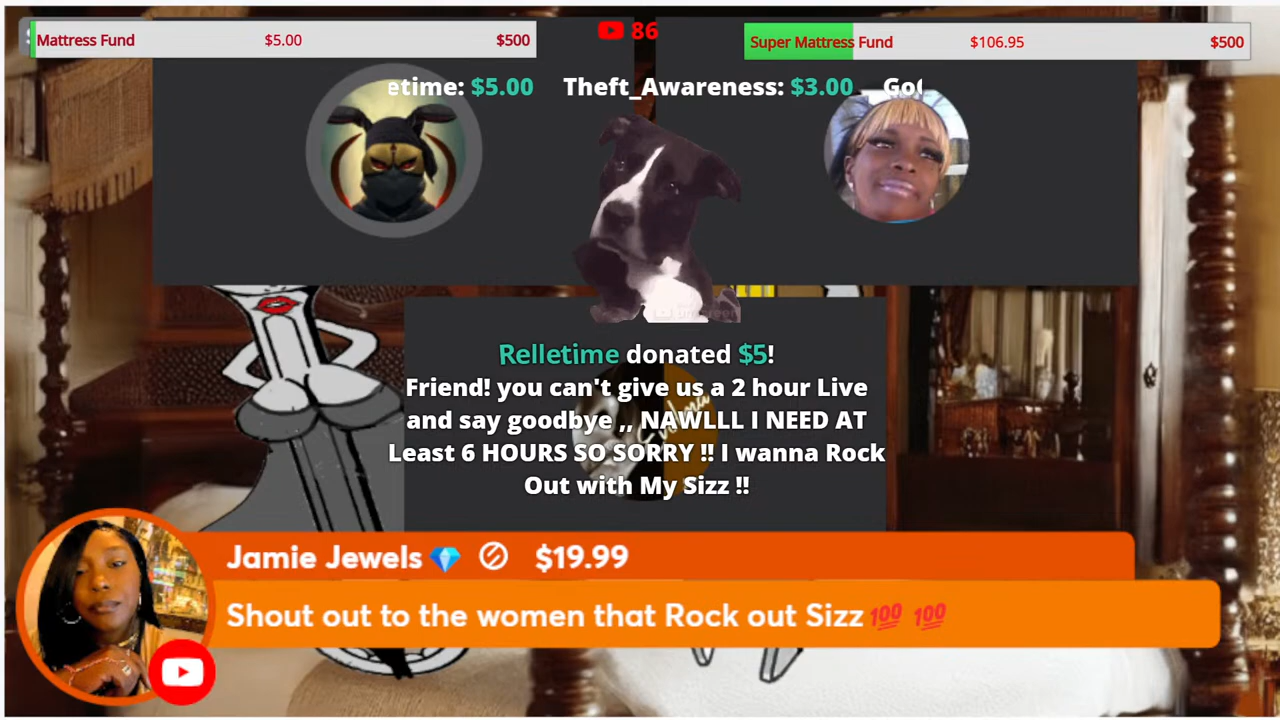 Mattress Fund $5.00 $500
86
Super Mattress Fund $106.95 $500
etime: $5.00 Theft_Awareness: $3.00
Relletime donated $5!
Friend! you can't give us a 2 hour Live
and say goodbye ,, NAWLLL I NEED AT
Least 6 HOURS SO SORRY !! I wanna Rock
Out with My Sizz !!
Jamie Jewels💎 $19.99
Shout out to the women that Rock out Sizz💯 💯